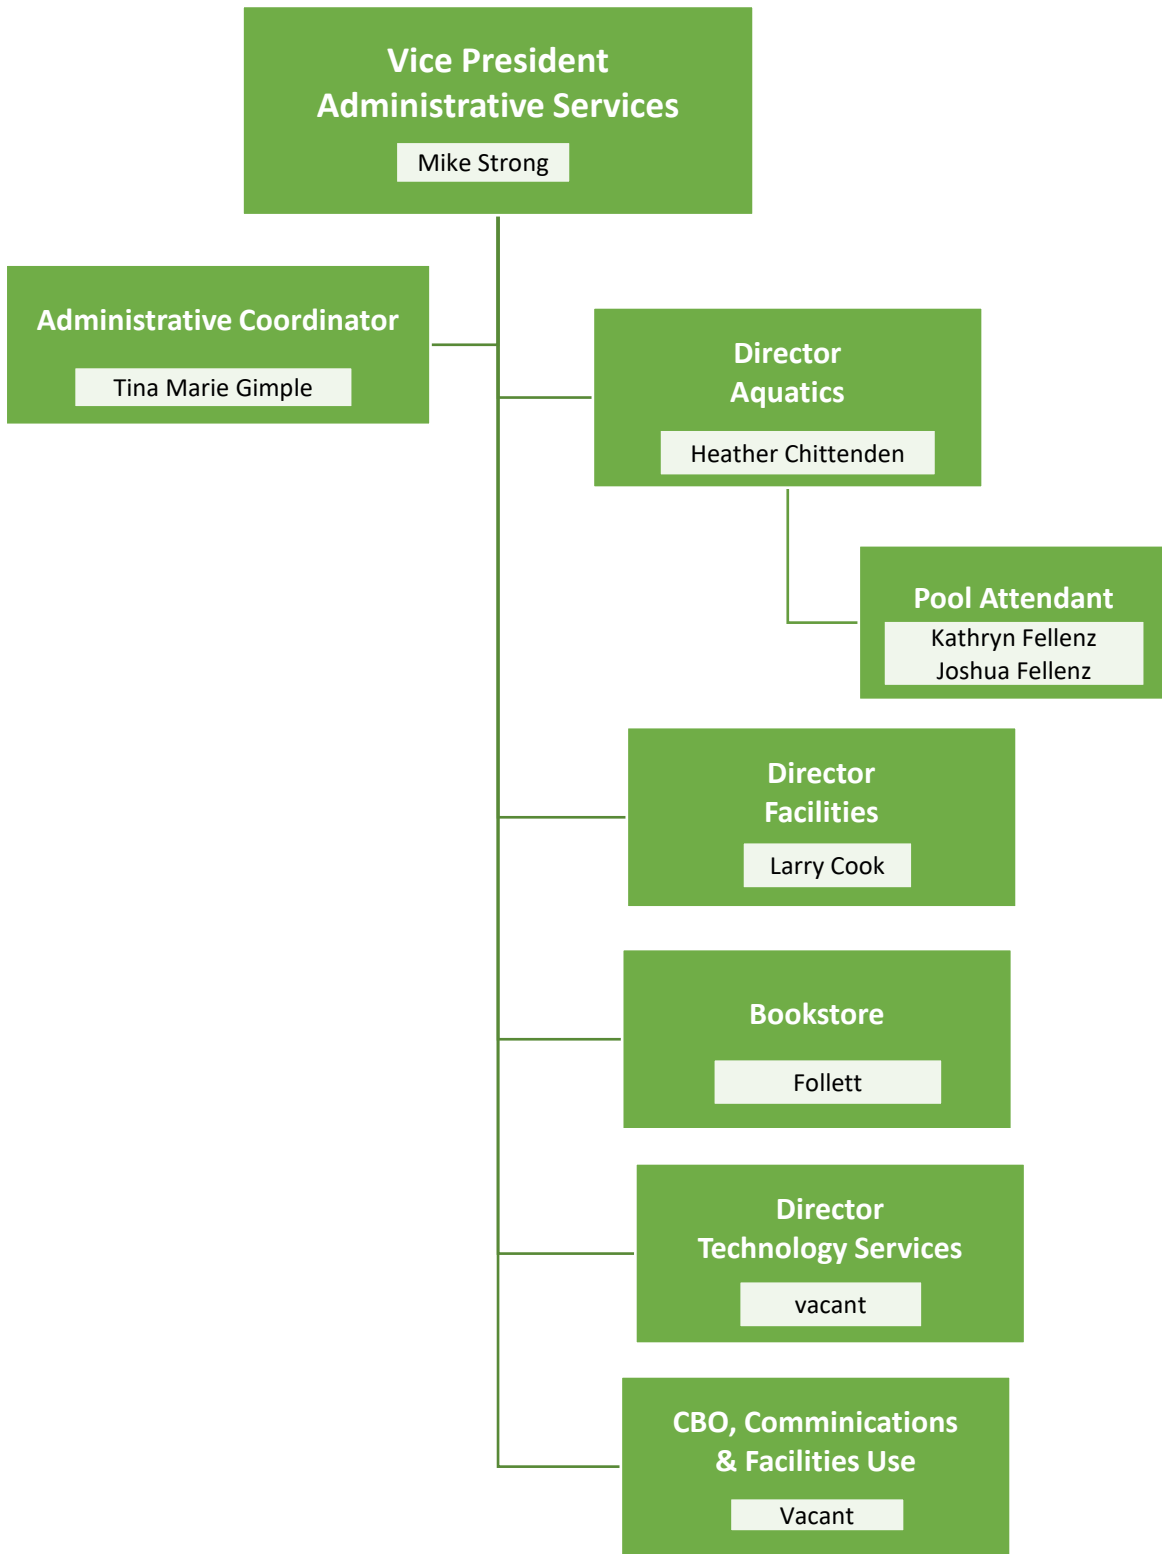 Vice President
Administrative Services
Mike Strong
Administrative Coordinator
Tina Marie Gimple
Director
Aquatics
Heather Chittenden
Pool Attendant
Kathryn Fellenz
Joshua Fellenz
Director
Facilities
Larry Cook
Bookstore
Follett
Director
Technology Services
vacant
CBO, Comminications
& Facilities Use
Vacant